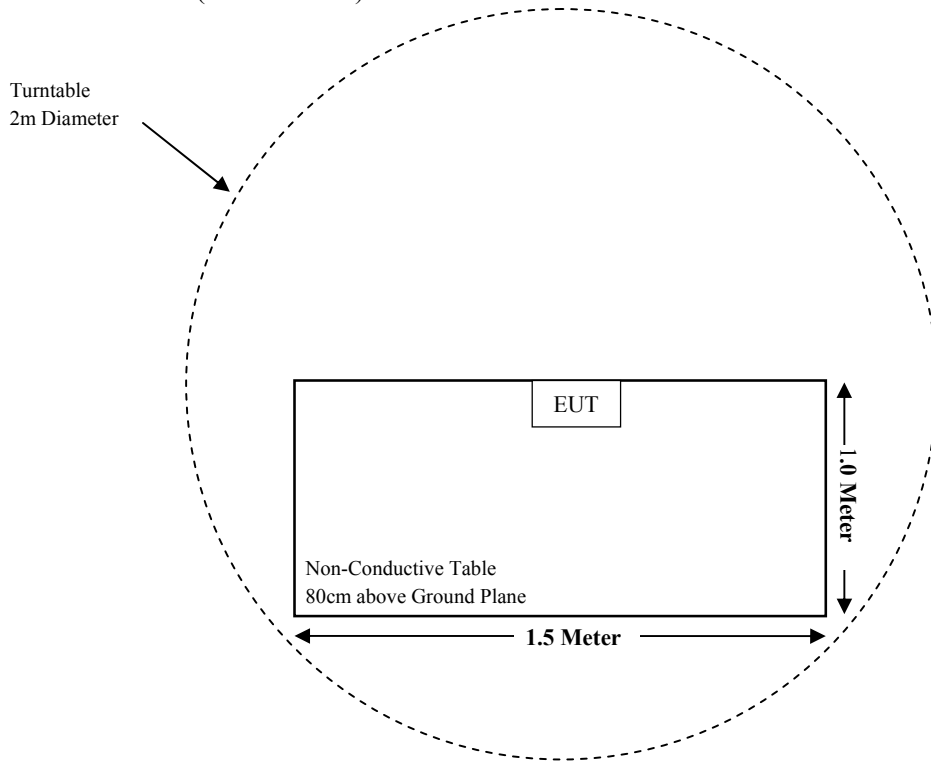 Turntable
2m Diameter
EUT
1.0 Meter
Non-Conductive Table
80cm above Ground Plane
1.5 Meter